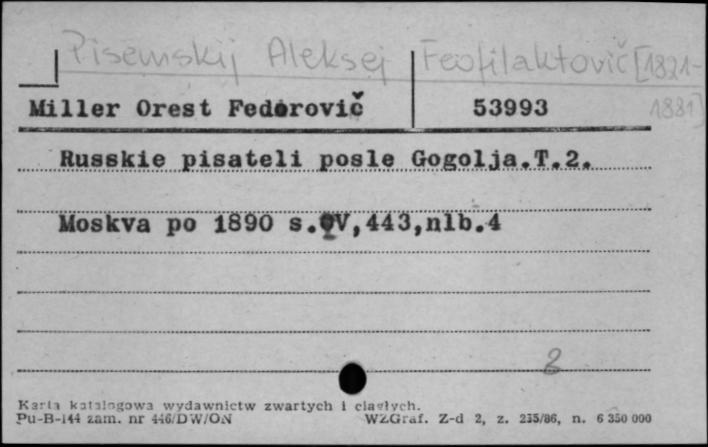 Pisemskij Aleksej Feofilaktovič [1821-
1881]
Miller Orest Fedorovič 53993
Russkie pisateli posle Gogolja.T.2.
Moskva po 1890 s. V,443,nlb.4
2
Karta katalogowa wydawnictw zwartych i ciągłych.
Pu-B-144 zam. nr 446/DW/ON WZGraf. Z-d 2, z. 235/86, n. 6 350 000